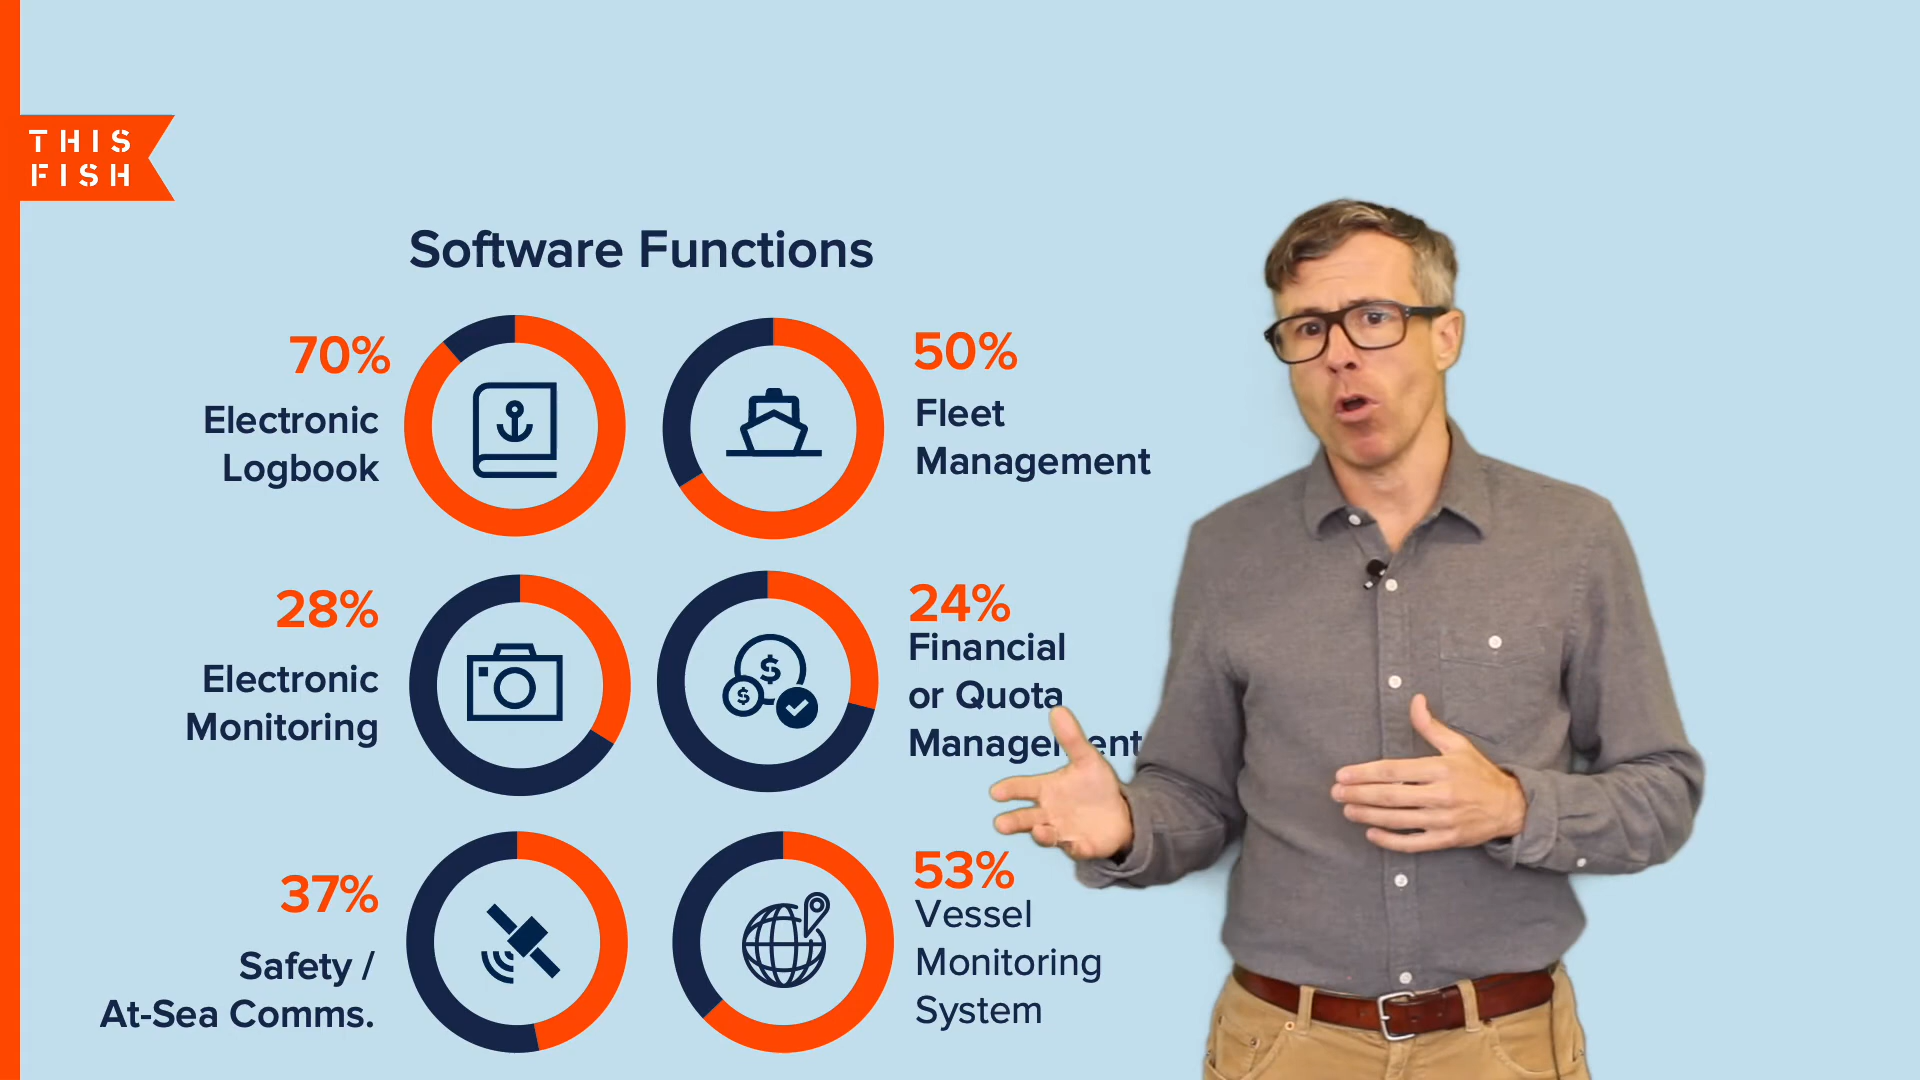 THIS
FISH
Software Functions
70%
Electronic
Logbook
50%
Fleet
Management
28%
Electronic
Monitoring
24%
Financial
or Quota
Management
37%
Safety /
At-Sea Comms.
53%
Vessel
Monitoring
System